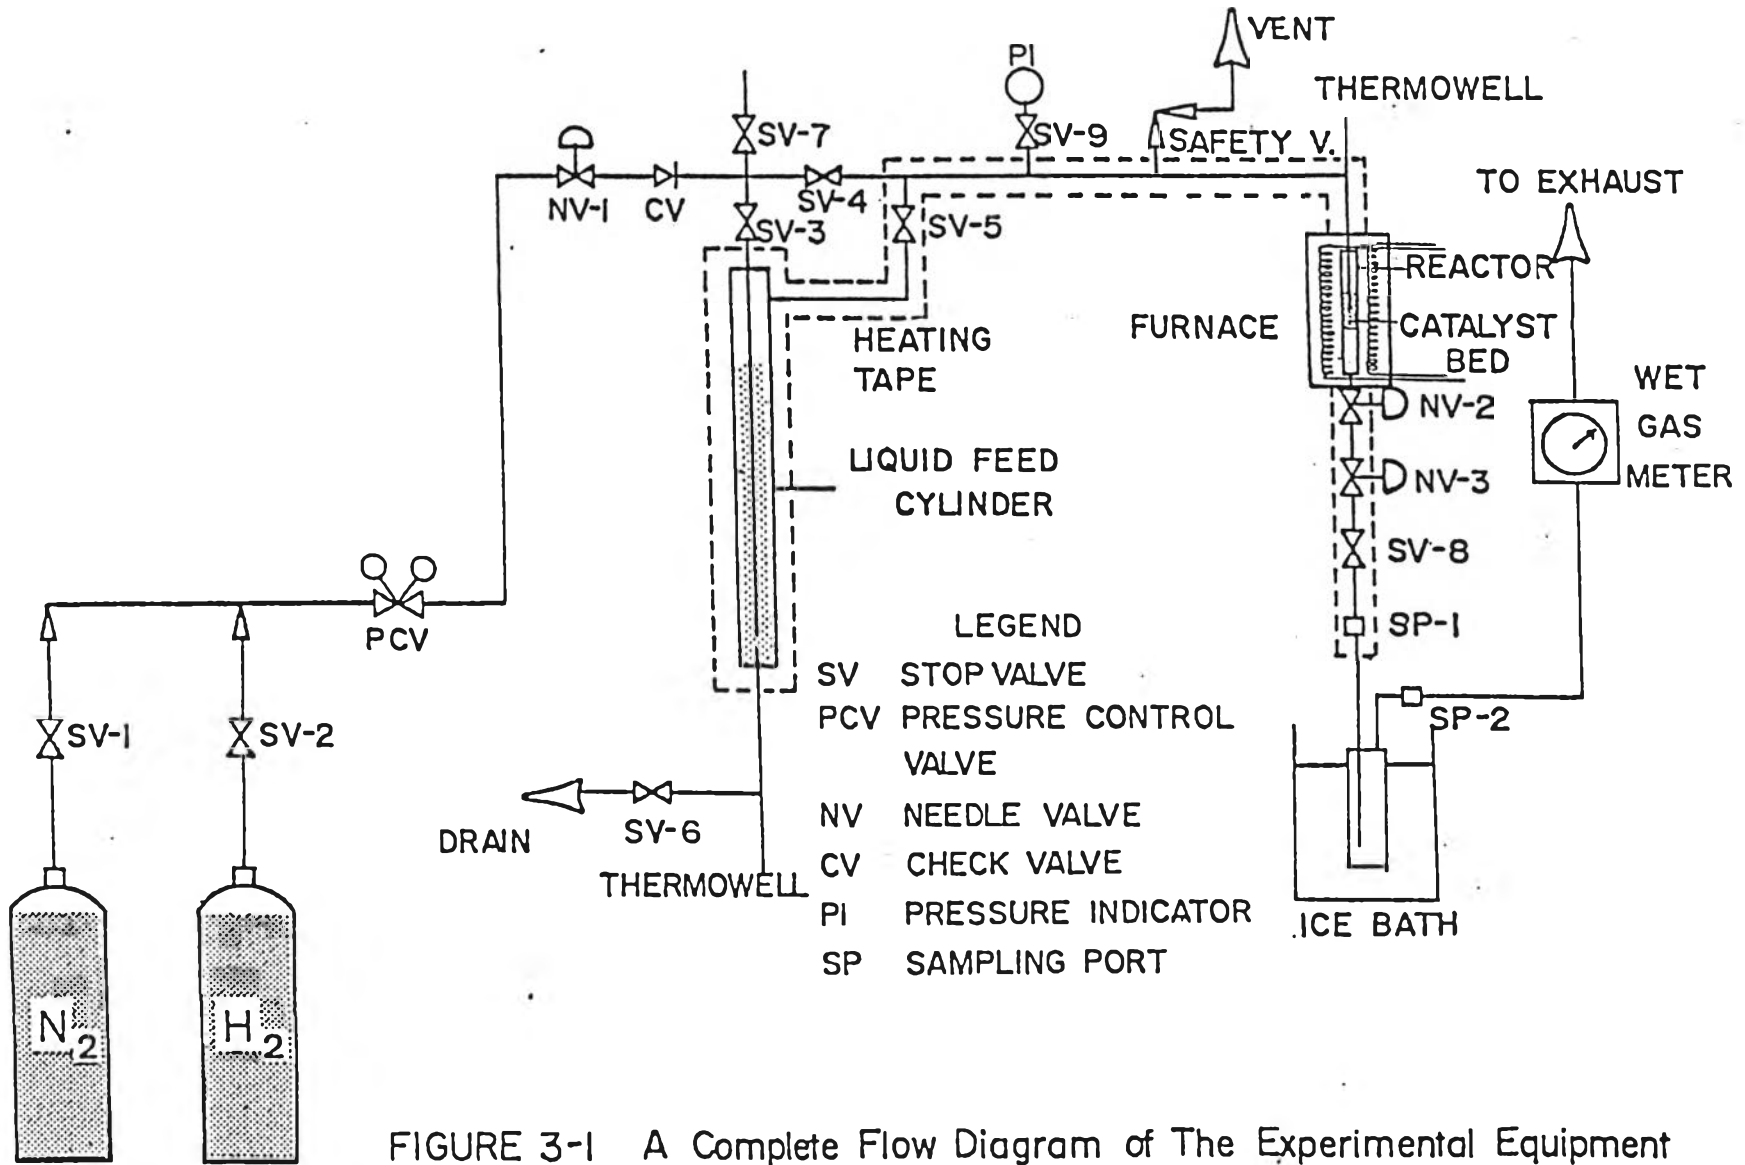 VENT
PI
THERMOWELL
SV-7
SV-9
SAFETY V.
TO EXHAUST
NV-1
CV
SV-4
SV-3
SV-5
REACTOR
FURNACE
CATALYST
BED
HEATING
TAPE
WET
GAS
METER
NV-2
LIQUID FEED
CYLINDER
NV-3
SV-8
PCV
SP-1
LEGEND
SV STOP VALVE
PCV PRESSURE CONTROL
VALVE
NV NEEDLE VALVE
CV CHECK VALVE
PI PRESSURE INDICATOR
SP SAMPLING PORT
SV-1
SV-2
SP-2
DRAIN
SV-6
THERMOWELL
ICE BATH
N2
H2
FIGURE 3-1 A Complete Flow Diagram of The Experimental Equipment